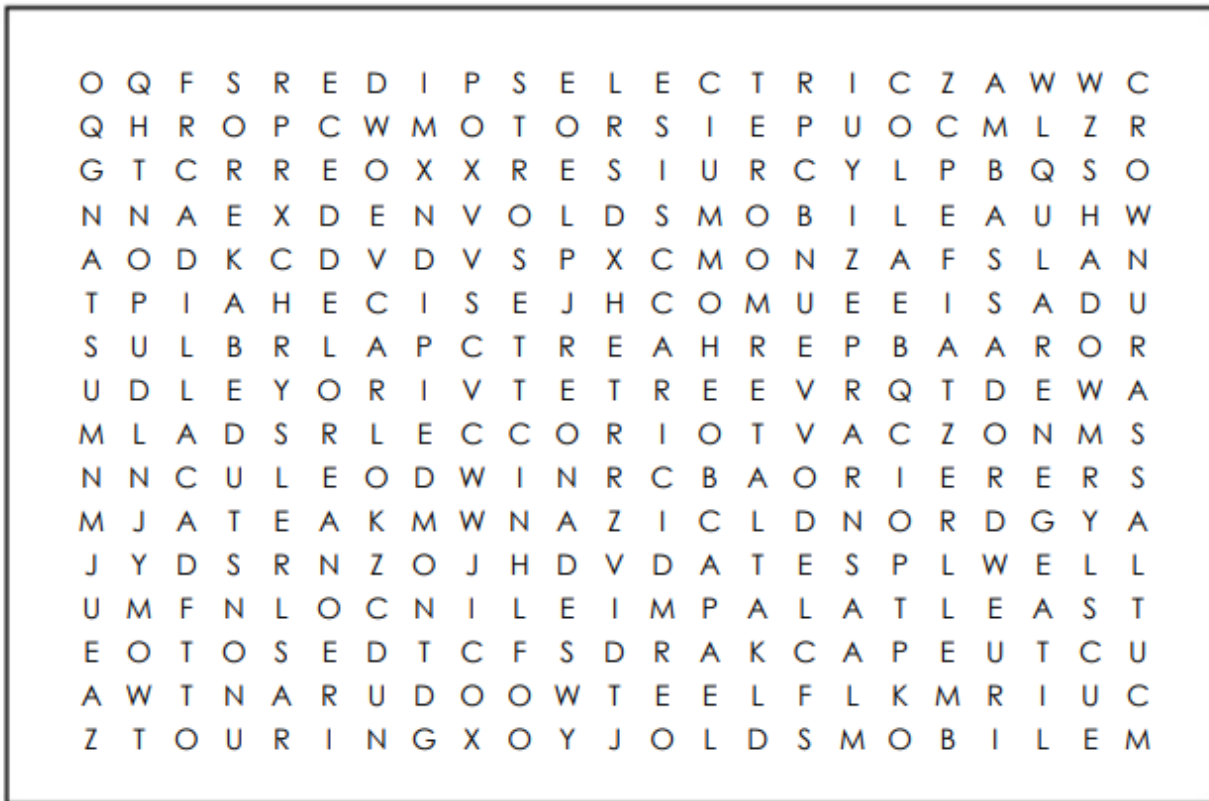 O Q F S R E D I P S E L E C T R I C Z A W W C
Q H R O P C W M O T O R S I E P U O C M L Z R
G T C R R E O X X R E S I U R C Y L P B Q S O
N N A E X D E N V O L D S M O B I L E A U H W
A O D K C D V D V S P X C M O N Z A F S L A N
T P I A H E C I S E J H C O M U E E I S A D U
S U L B R L A P C T R E A H R E P B A A R O R
U D L E Y O R I V T E T R E E V R Q T D E W A
M L A D S R L E C C O R I O T V A C Z O N M S
N N C U L E O D W I N R C B A O R I E R E R S
M J A T E A K M W N A Z I C L D N O R D G Y A
J Y D S R N Z O J H D V D A T E S P L W E L L
U M F N L O C N I L E I M P A L A T L E A S T
E O T O S E D T C F S D R A K C A P E U T C U
A W T N A R U D O O W T E E L F L K M R I U C
Z T O U R I N G X O Y J O L D S M O B I L E M